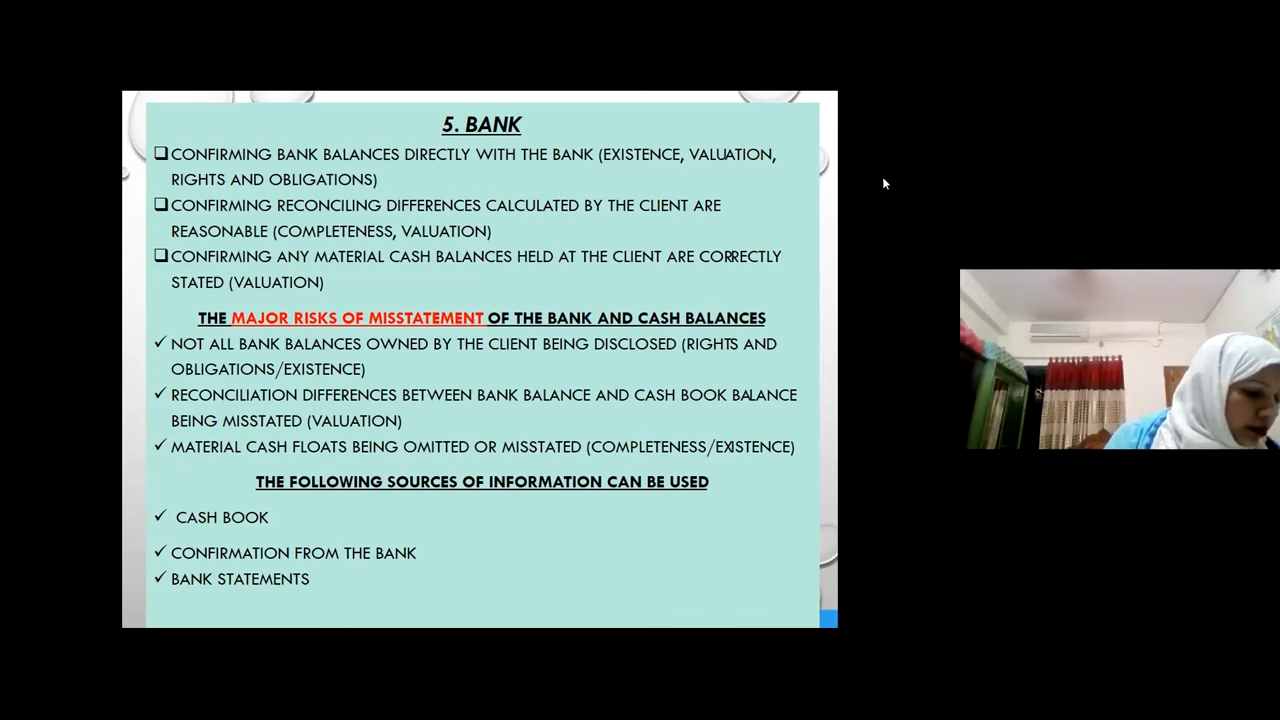 5. BANK
CONFIRMING BANK BALANCES DIRECTLY WITH THE BANK (EXISTENCE, VALUATION,
RIGHTS AND OBLIGATIONS)
CONFIRMING RECONCILING DIFFERENCES CALCULATED BY THE CLIENT ARE
REASONABLE (COMPLETENESS, VALUATION)
CONFIRMING ANY MATERIAL CASH BALANCES HELD AT THE CLIENT ARE CORRECTLY
STATED (VALUATION)
THE MAJOR RISKS OF MISSTATEMENT OF THE BANK AND CASH BALANCES
✓ NOT ALL BANK BALANCES OWNED BY THE CLIENT BEING DISCLOSED (RIGHTS AND
OBLIGATIONS/EXISTENCE)
✓ RECONCILIATION DIFFERENCES BETWEEN BANK BALANCE AND CASH BOOK BALANCE
BEING MISSTATED (VALUATION)
✓ MATERIAL CASH FLOATS BEING OMITTED OR MISSTATED (COMPLETENESS/EXISTENCE)
THE FOLLOWING SOURCES OF INFORMATION CAN BE USED
✓ CASH BOOK
✓ CONFIRMATION FROM THE BANK
✓ BANK STATEMENTS